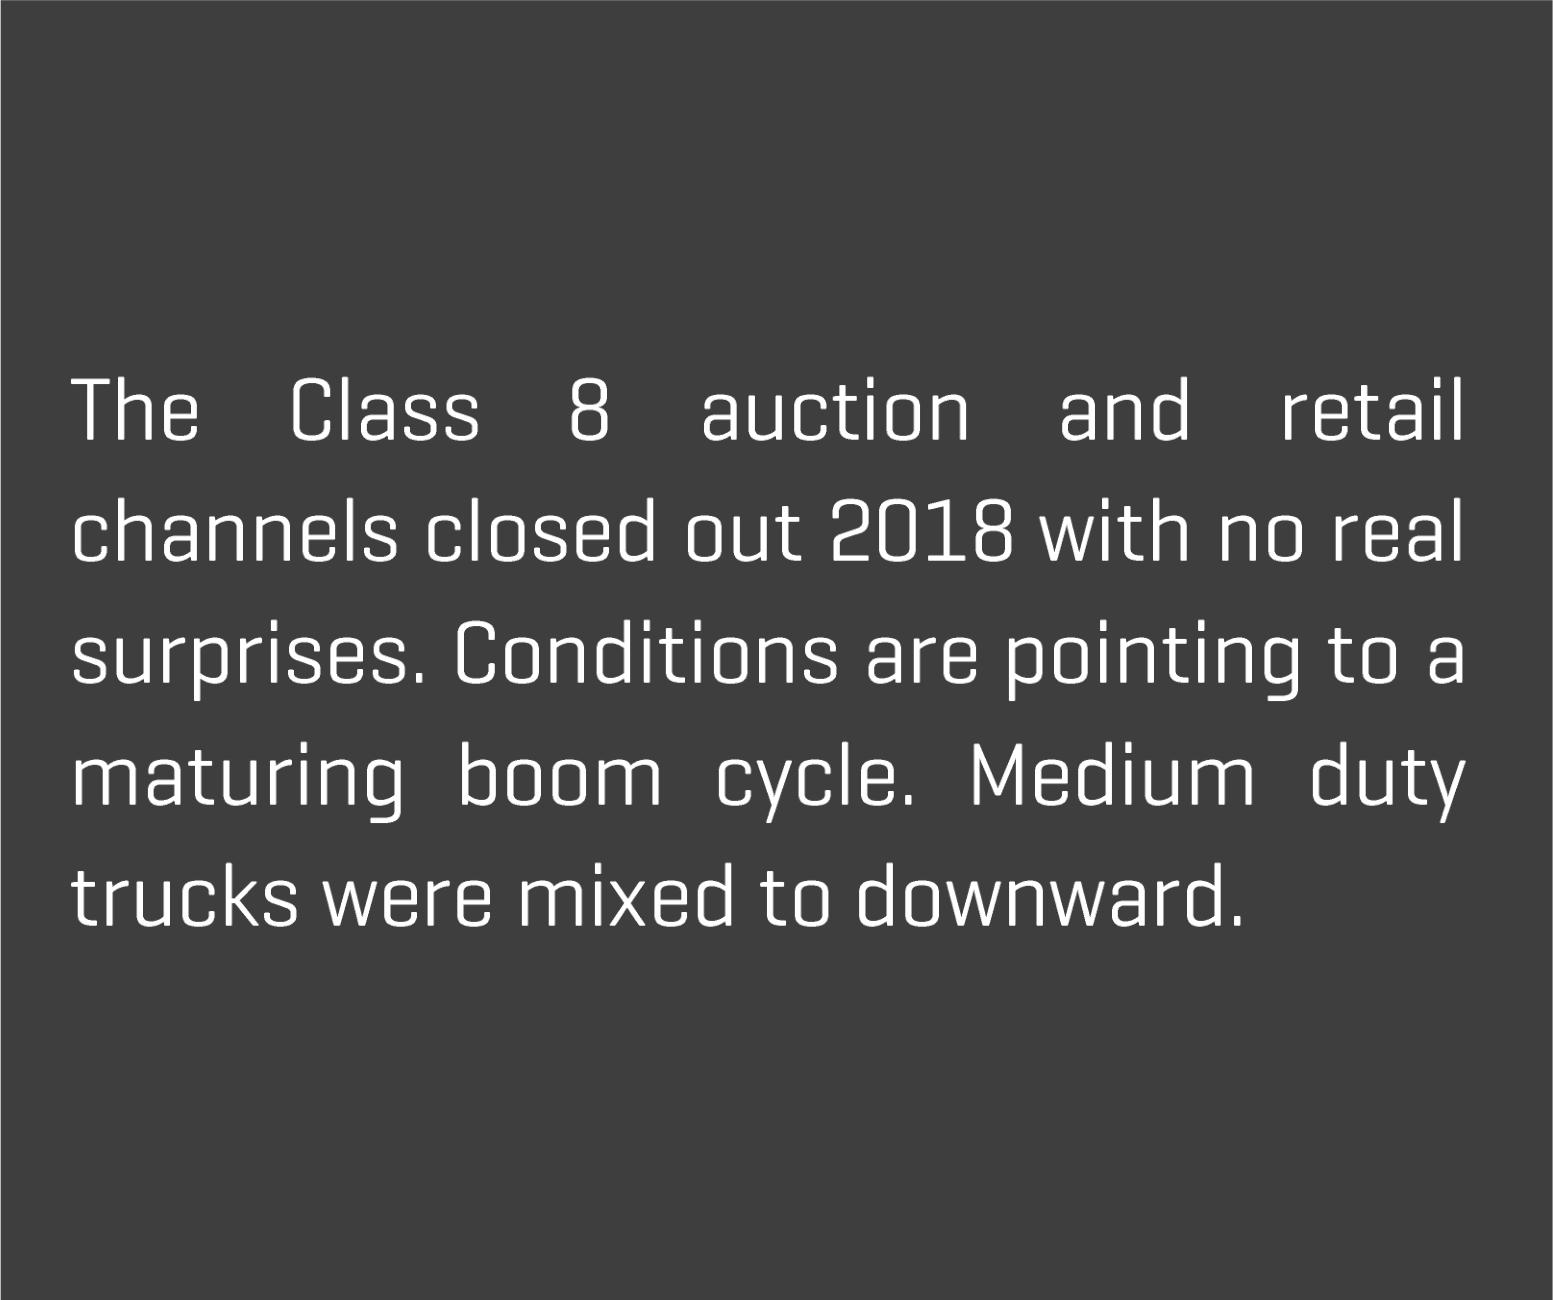 The Class 8 auction and retail
channels closed out 2018 with no real
surprises. Conditions are pointing to a
maturing boom cycle. Medium duty
trucks were mixed to downward.